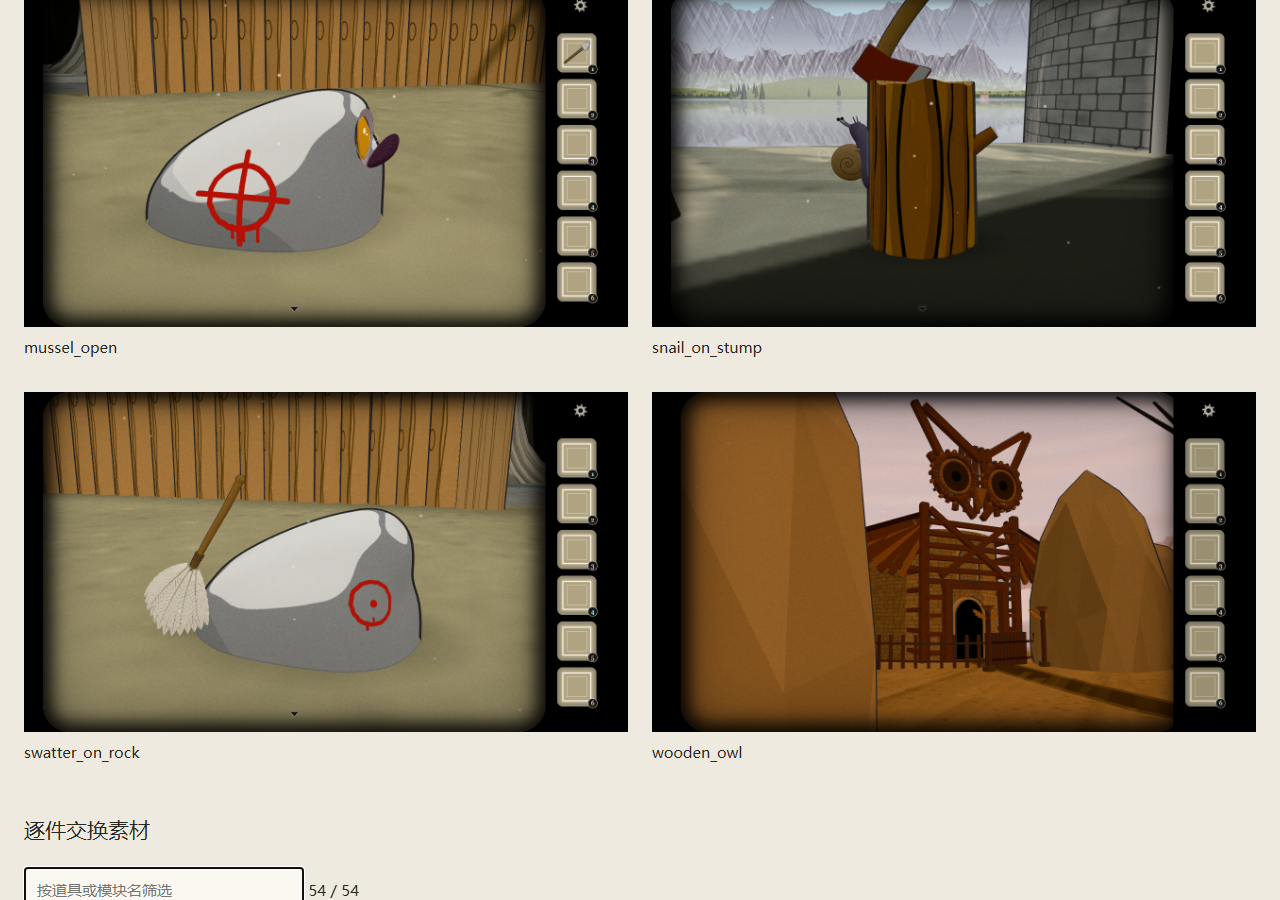 mussel_open
snail_on_stump
swatter_on_rock
wooden_owl
逐件交换素材
按道具或模块名筛选 54 / 54